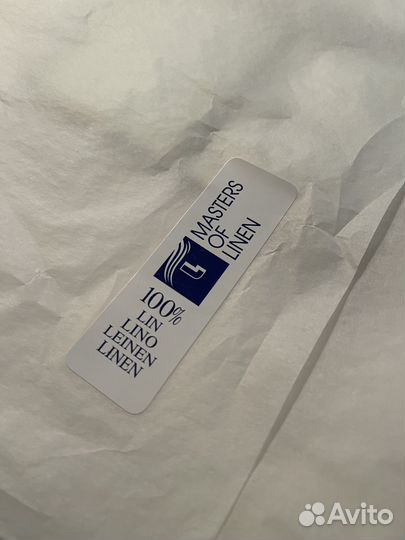 MASTERS
OF
LINEN
100%
LIN
LINO
LEINEN
LINEN
Avito